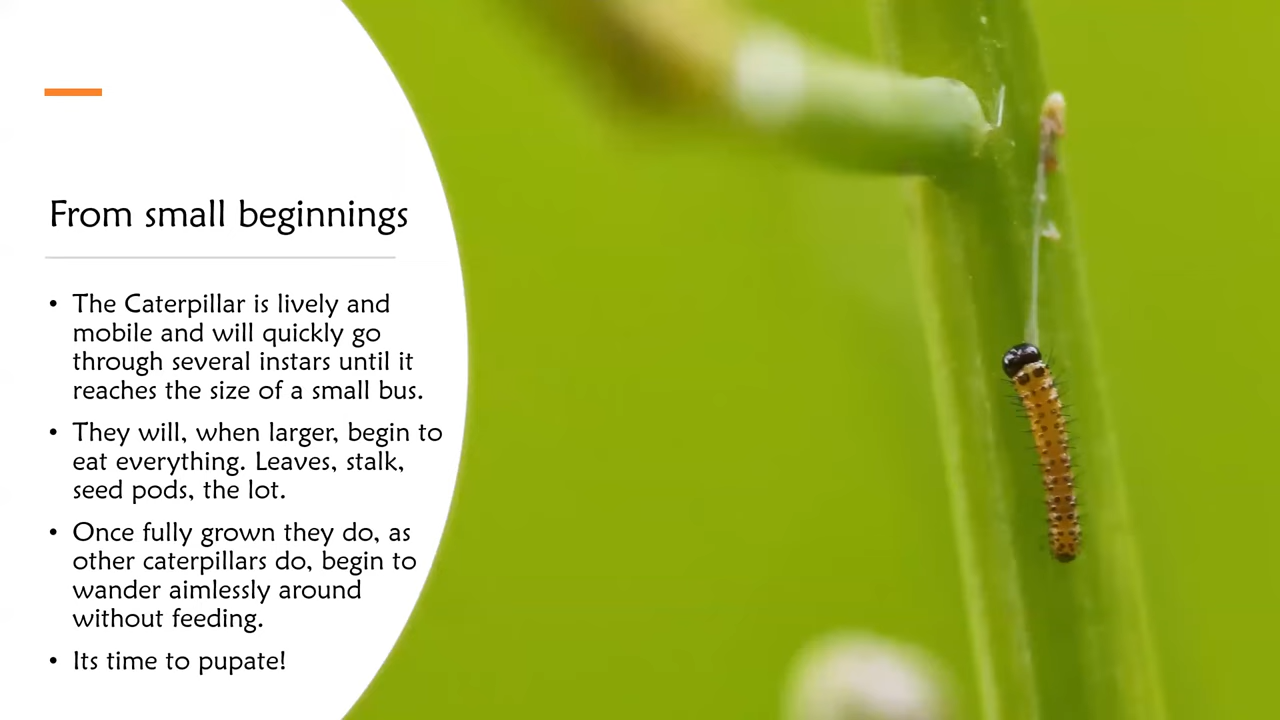 From small beginnings
• The Caterpillar is lively and
mobile and will quickly go
through several instars until it
reaches the size of a small bus.
• They will, when larger, begin to
eat everything. Leaves, stalk,
seed pods, the lot.
• Once fully grown they do, as
other caterpillars do, begin to
wander aimlessly around
without feeding.
• Its time to pupate!